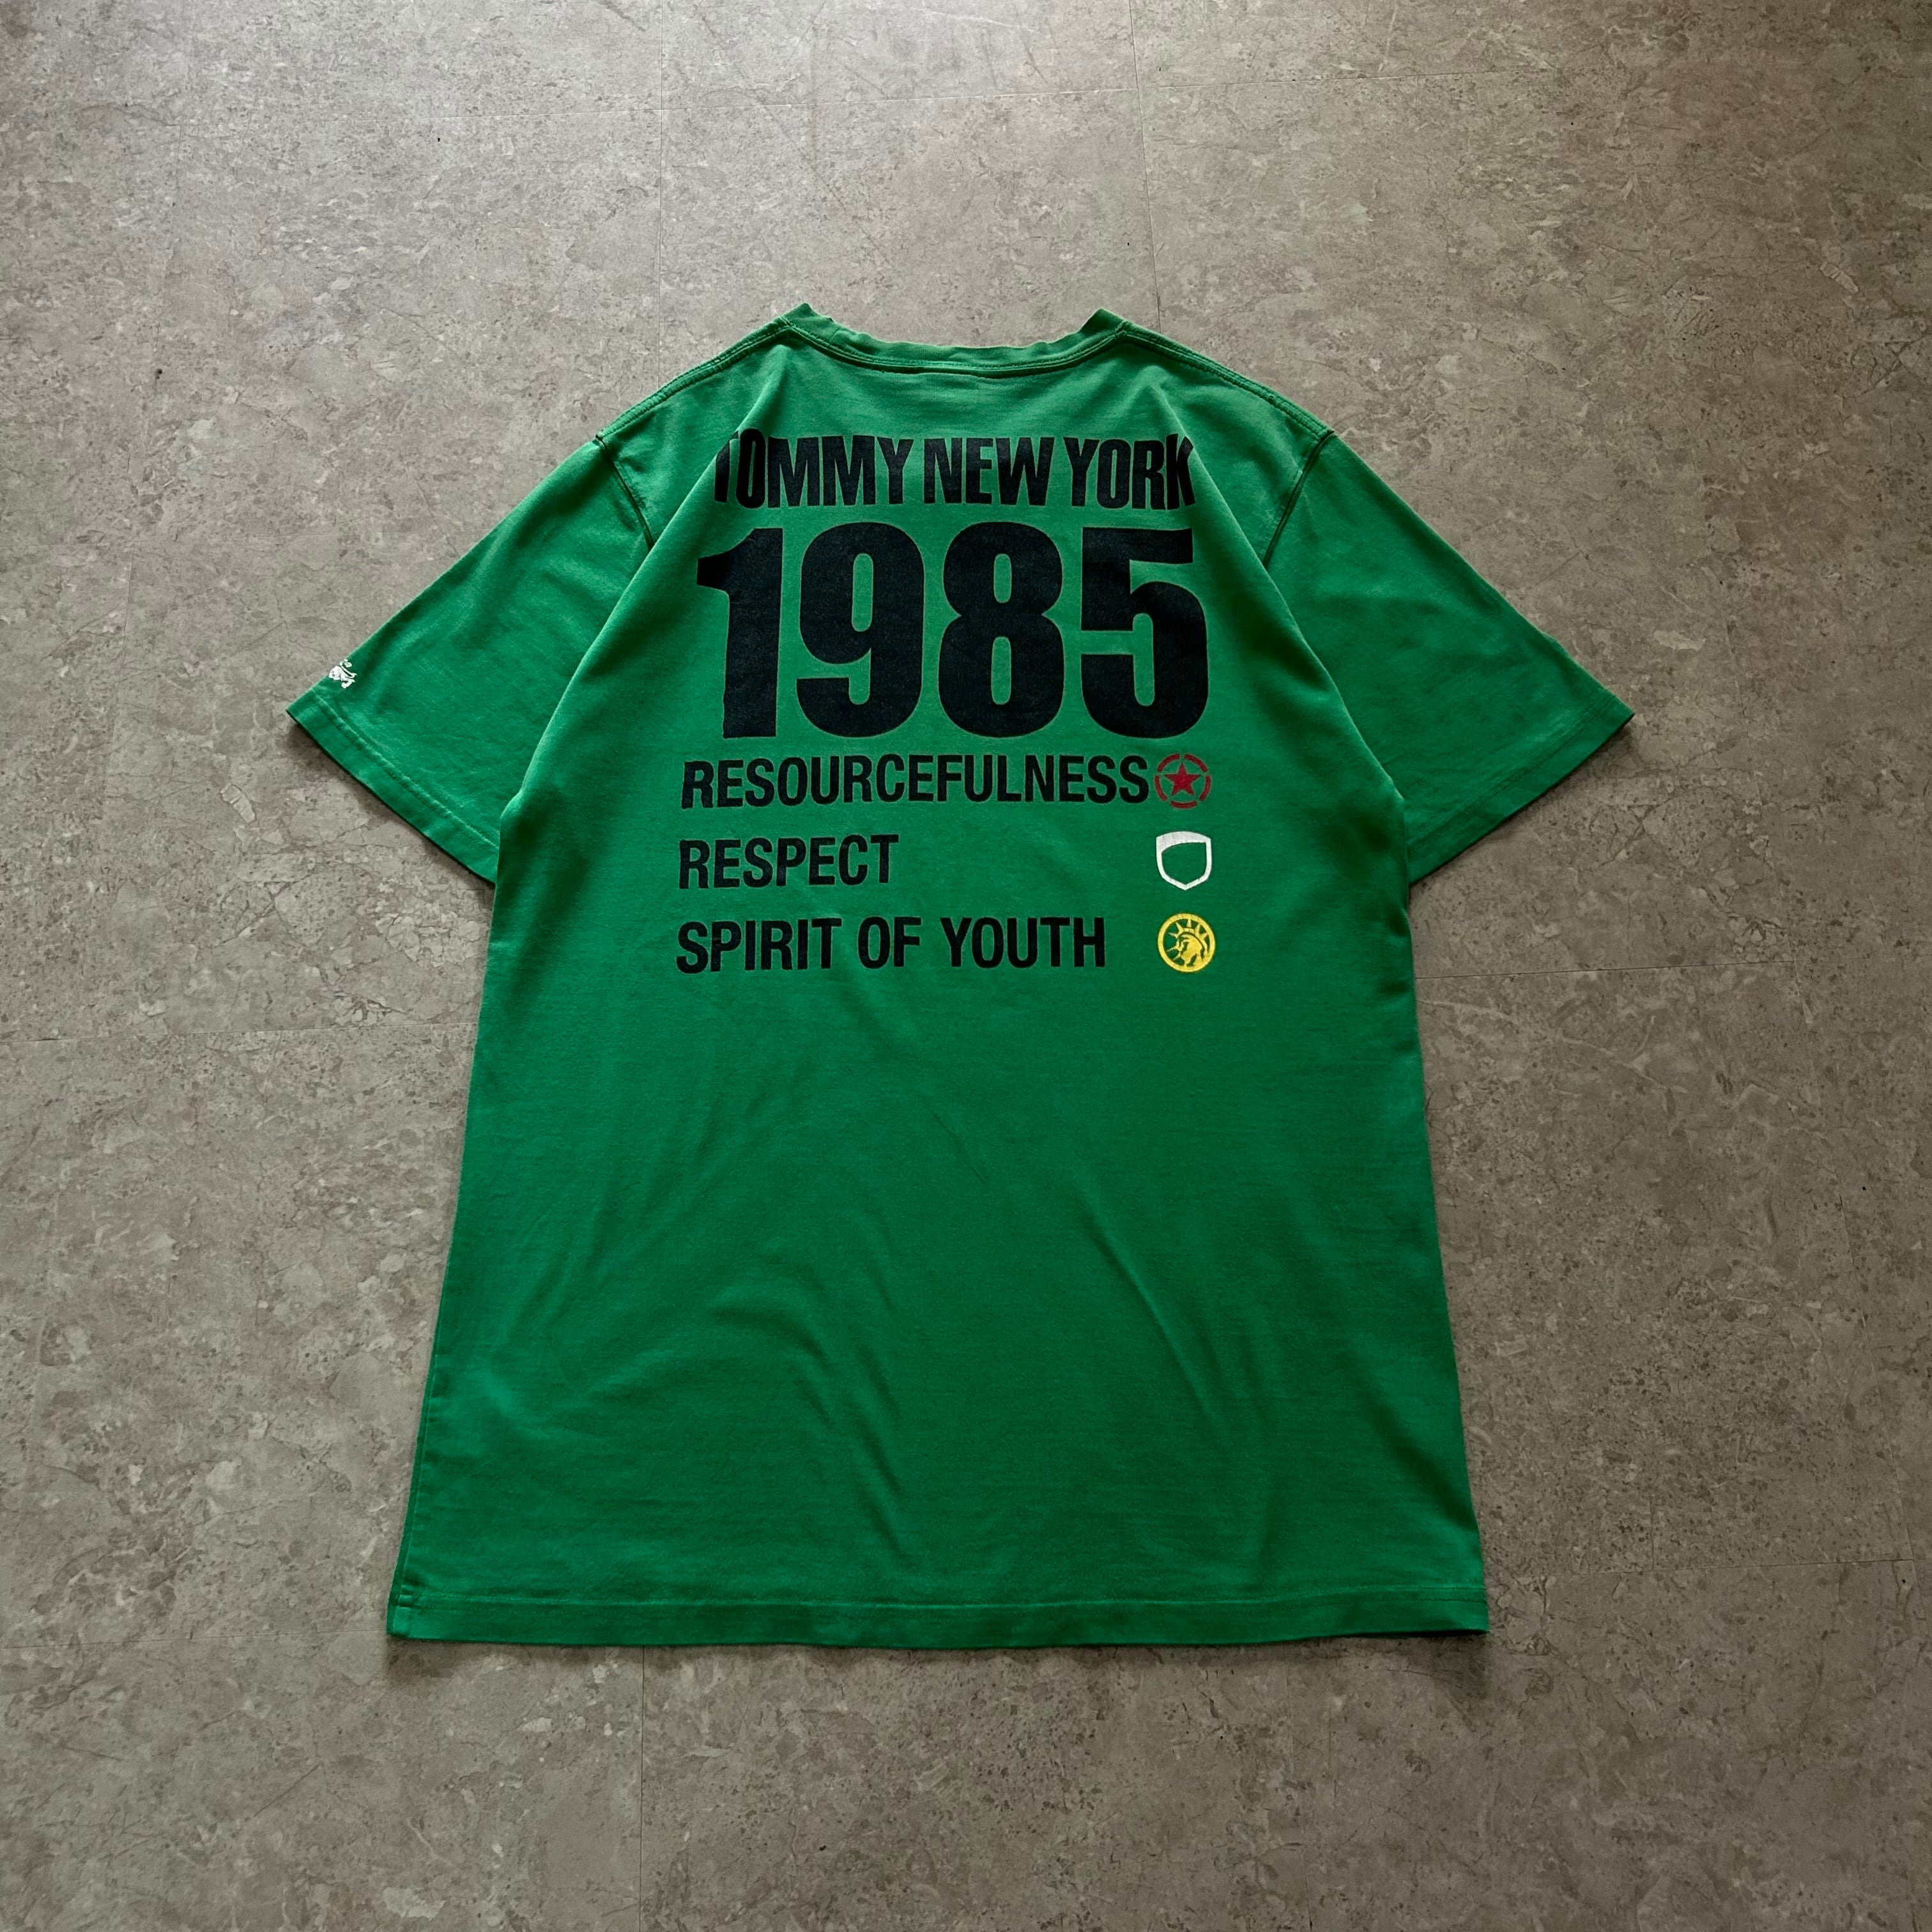 TOMMY NEW YORK
1985
RESOURCEFULNESS
RESPECT
SPIRIT OF YOUTH